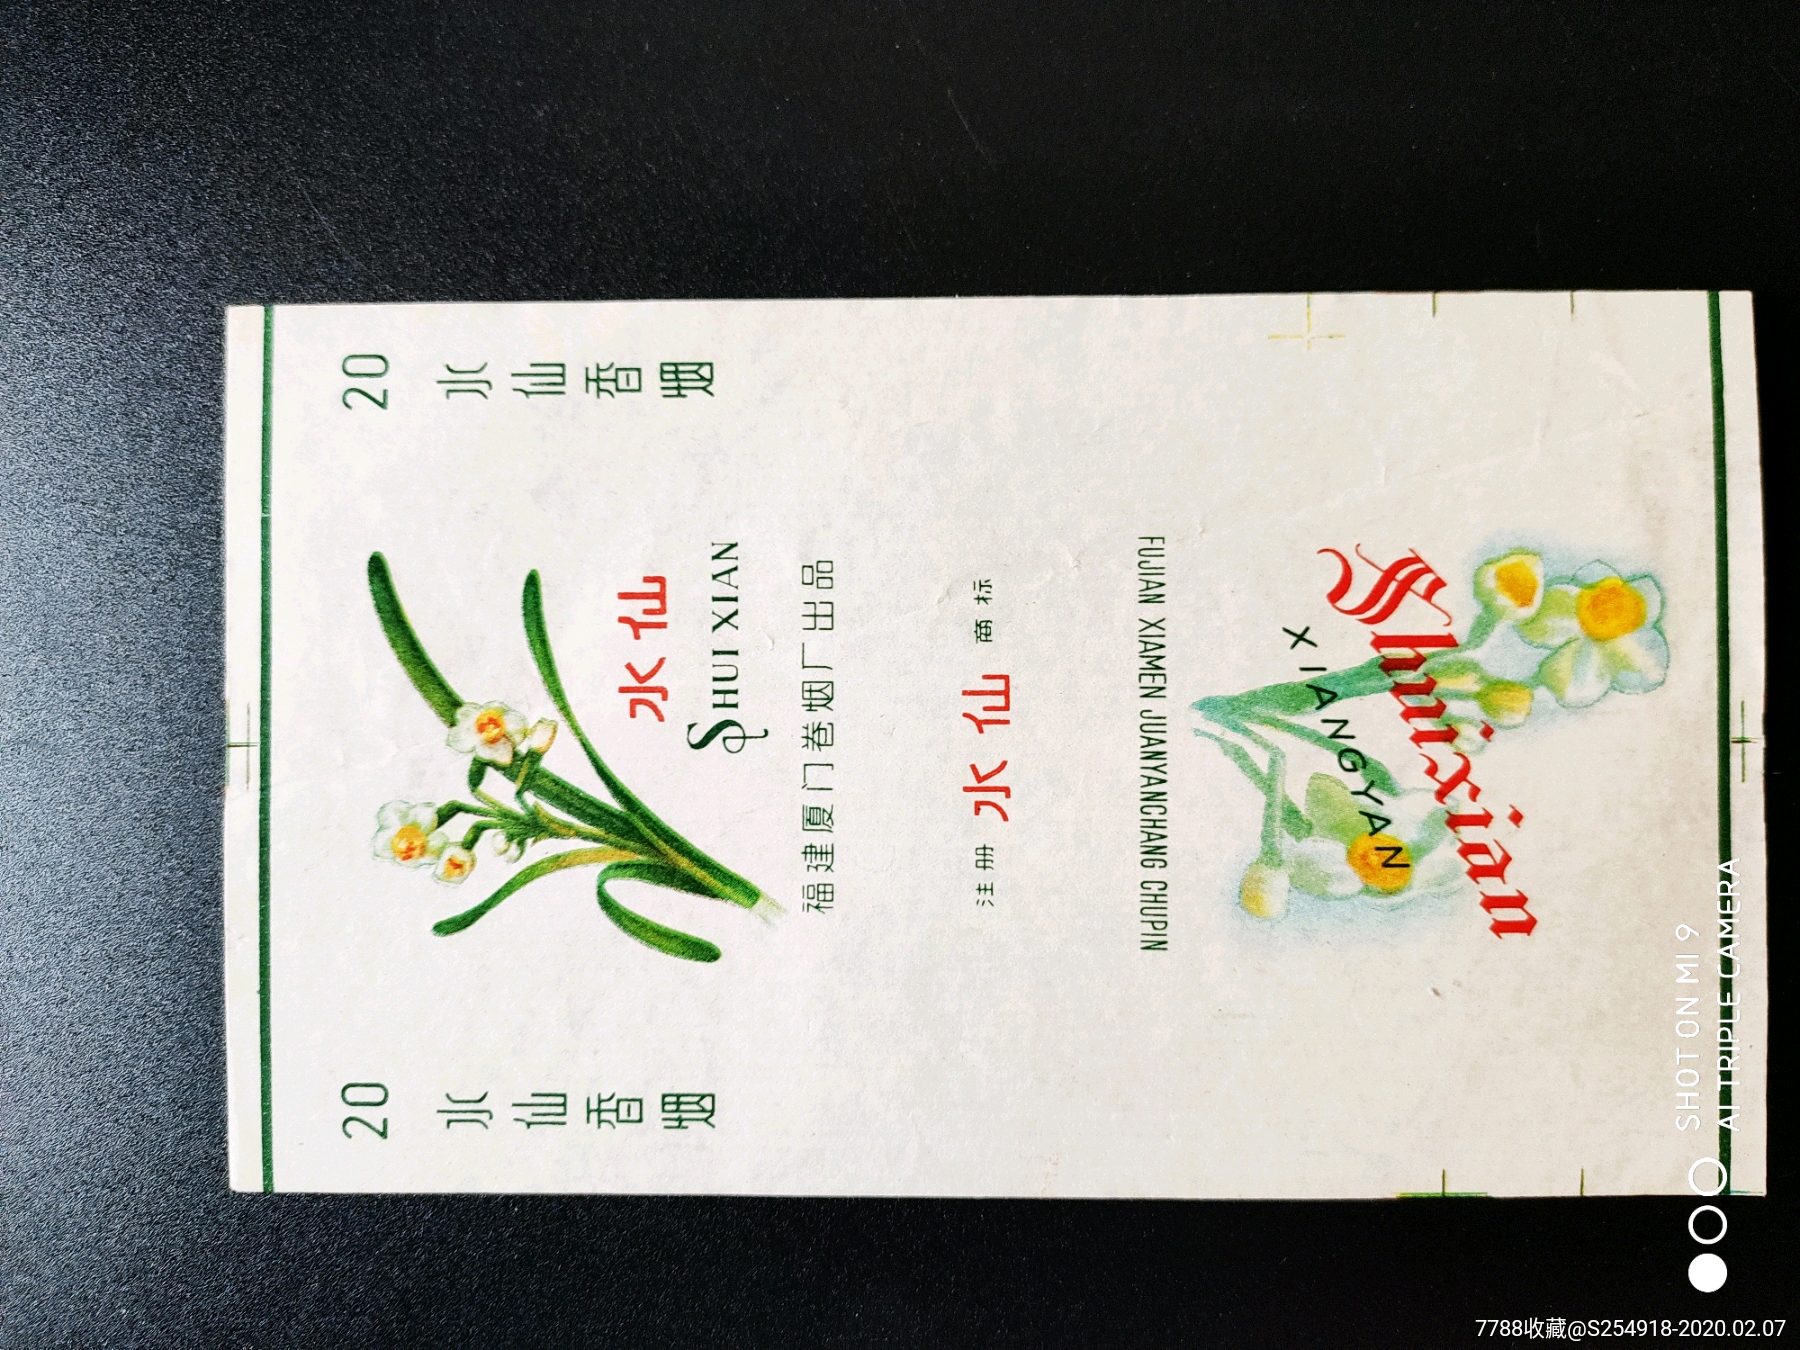 20
水仙香烟
水仙
SHUI XIAN
福建厦门卷烟厂出品
20
水仙香烟
注册 水仙 商标
FUJIAN XIAMEN JUANYANCHANG CHUPIN
Shuixian
XIANGYAN
SHOT ON MI 9
AI TRIPLE CAMERA
7788收藏@S254918-2020.02.07